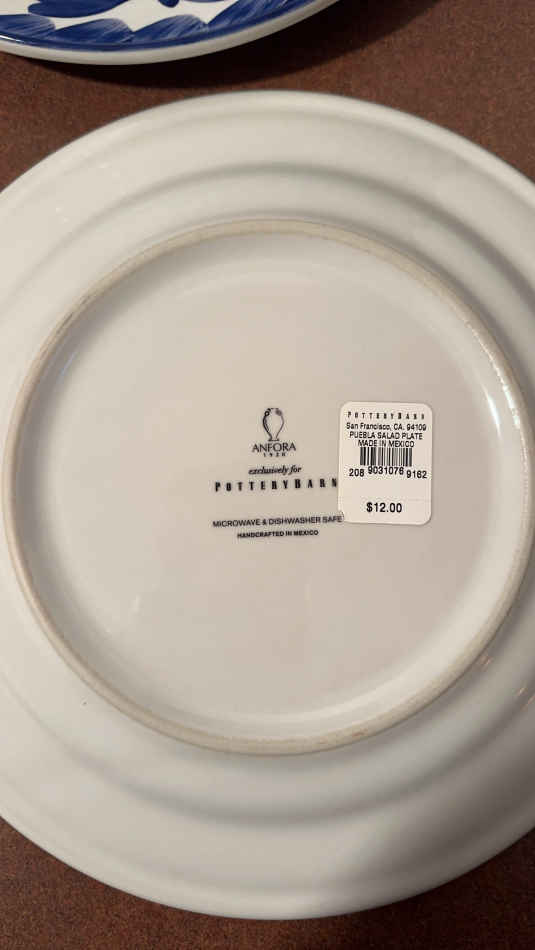 ANFORA
1920
exclusively for
POTTERYBARN
MICROWAVE & DISHWASHER SAFE
HANDCRAFTED IN MEXICO
POTTERYBARN
San Francisco, CA. 94109
PUEBLA SALAD PLATE
MADE IN MEXICO
208 9031076 9162
$12.00